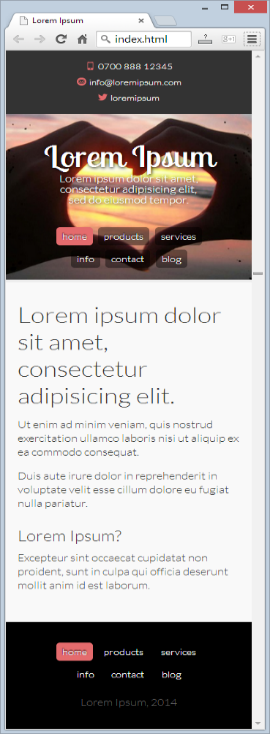 Lorem Ipsum
index.html
g+1
0700 888 12345
info@loremipsum.com
loremipsum
Lorem Ipsum
Lorem ipsum dolor sit amet,
consectetur adipisicing elit,
sed do eiusmod tempor.
home products services
info contact blog
Lorem ipsum dolor
sit amet,
consectetur
adipisicing elit.
Ut enim ad minim veniam, quis nostrud
exercitation ullamco laboris nisi ut aliquip ex
ea commodo consequat.
Duis aute irure dolor in reprehenderit in
voluptate velit esse cillum dolore eu fugiat
nulla pariatur.
Lorem Ipsum?
Excepteur sint occaecat cupidatat non
proident, sunt in culpa qui officia deserunt
mollit anim id est laborum.
home products services
info contact blog
Lorem Ipsum, 2014